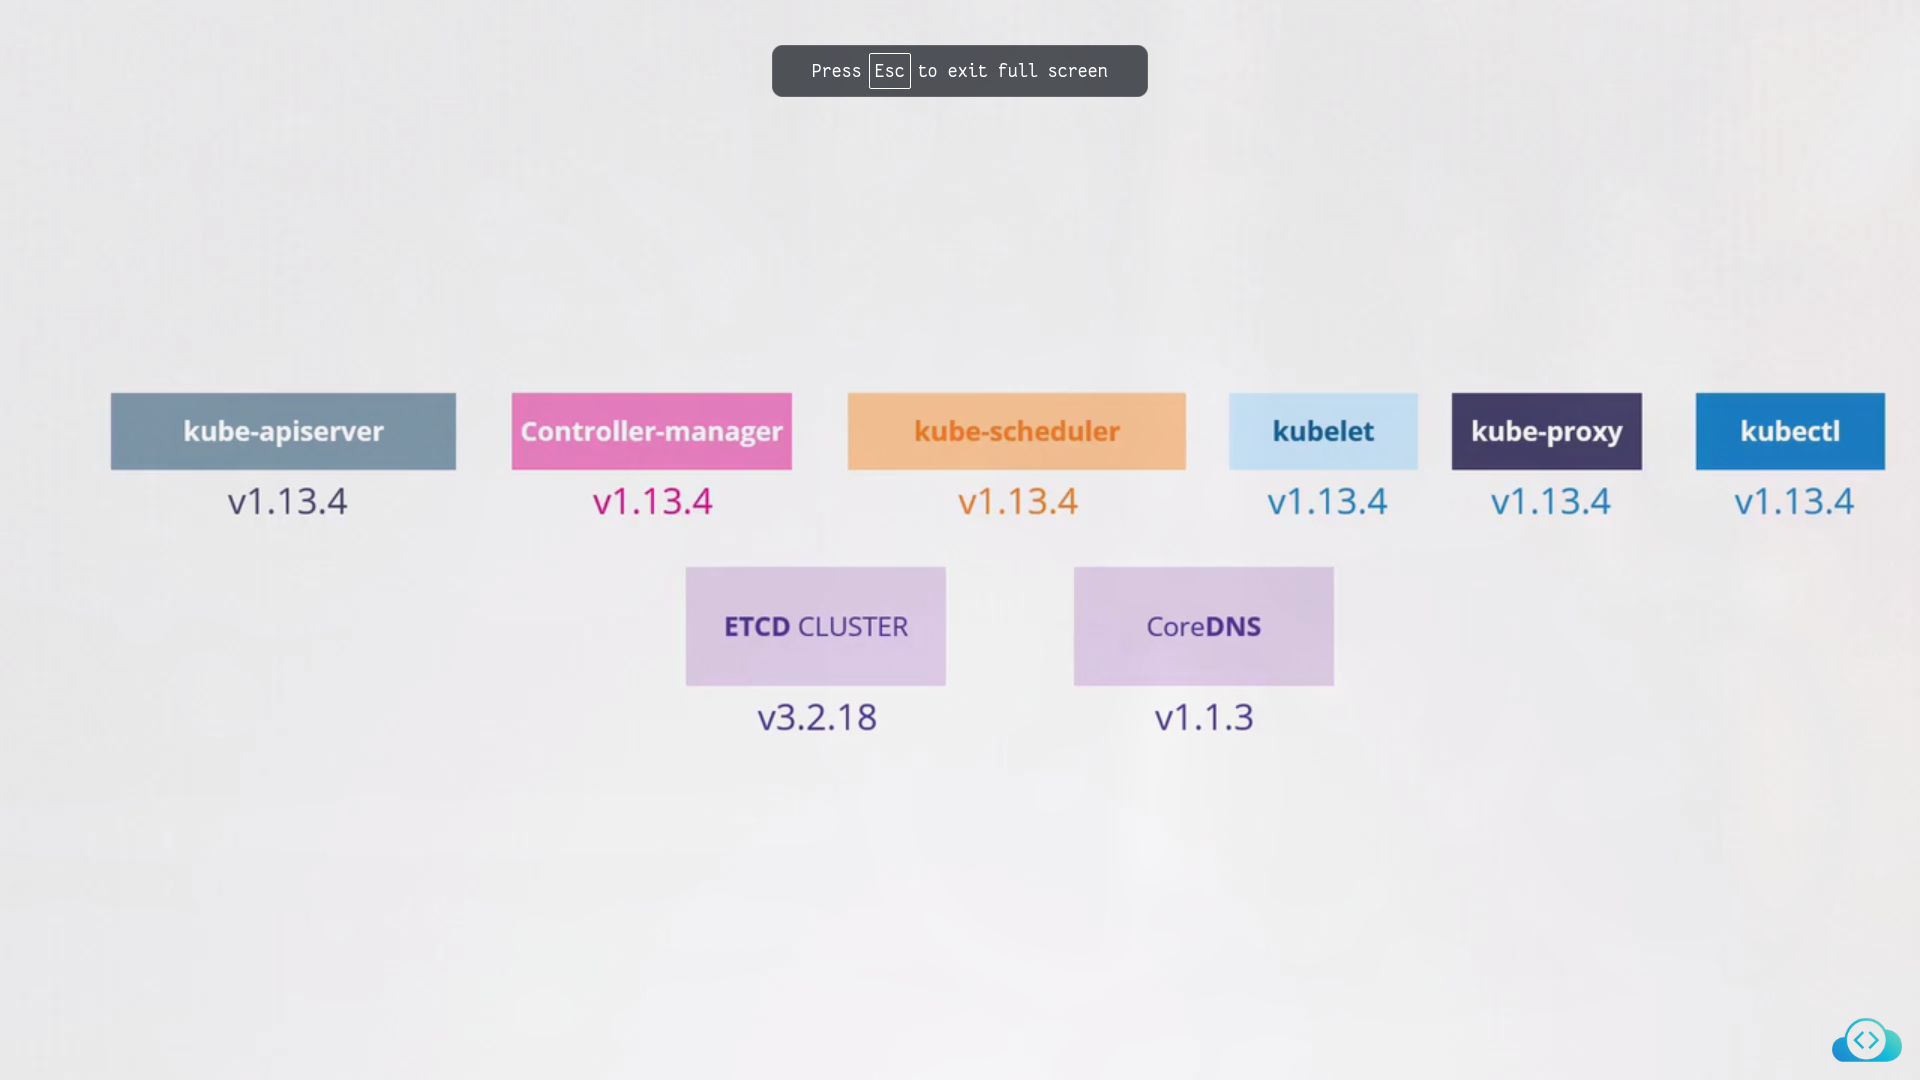 Press Esc to exit full screen
kube-apiserver
Controller-manager
kube-scheduler
kubelet
kube-proxy
kubectl
v1.13.4
v1.13.4
v1.13.4
v1.13.4
v1.13.4
v1.13.4
ETCD CLUSTER
CoreDNS
v3.2.18
v1.1.3